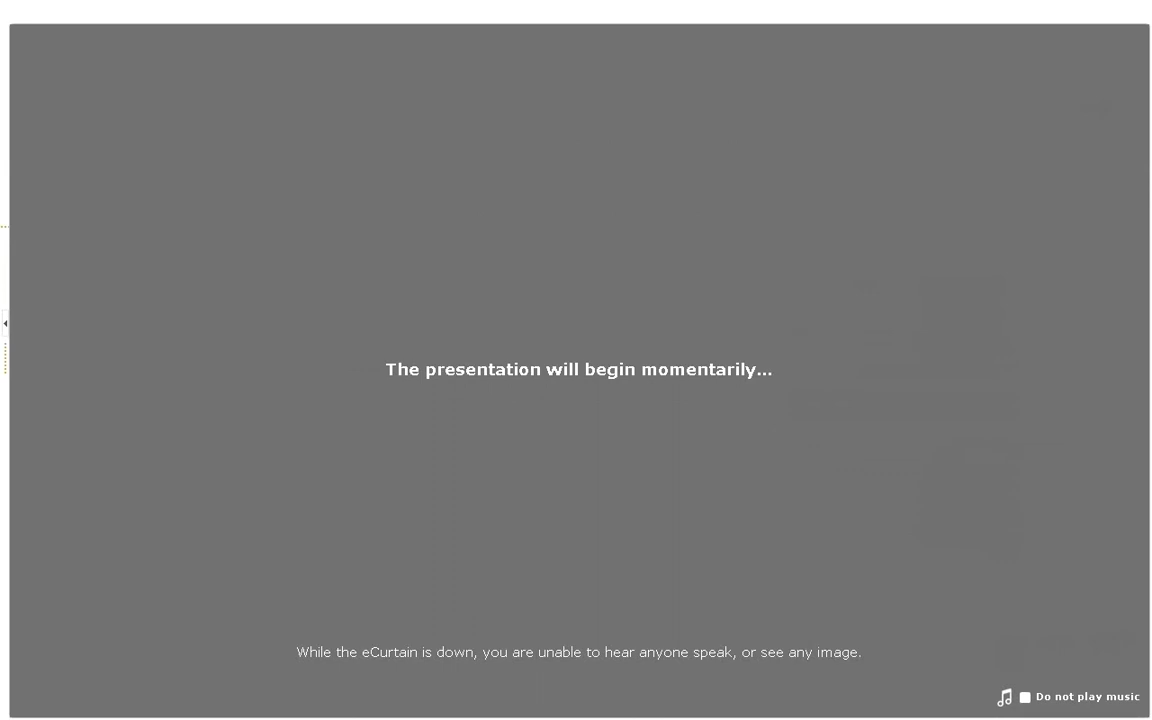 The presentation will begin momentarily...
While the eCurtain is down, you are unable to hear anyone speak, or see any image.
Do not play music